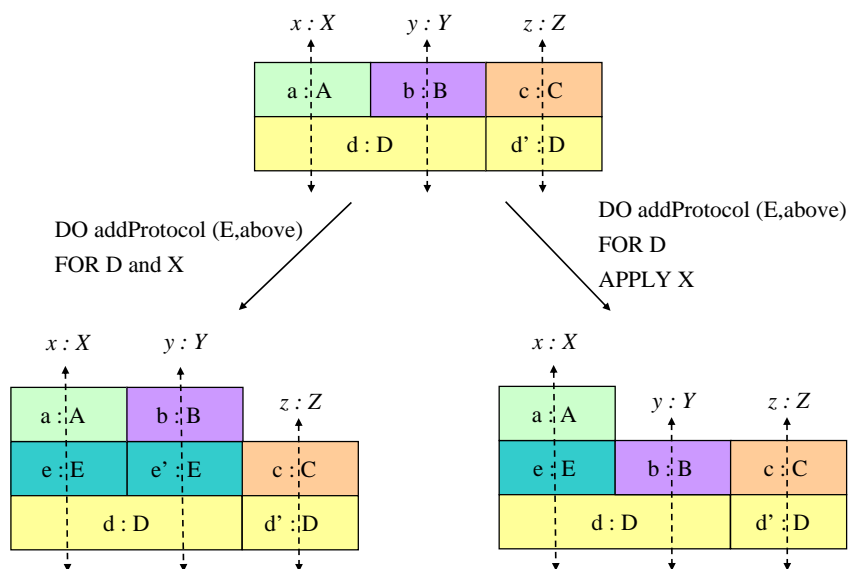 x : X y : Y z : Z
a : A b : B c : C
d : D d’ : D
DO addProtocol (E,above)
FOR D and X
DO addProtocol (E,above)
FOR D
APPLY X
x : X y : Y
z : Z
a : A b : B
e : E e’ : E c : C
d : D d’ : D
x : X
y : Y z : Z
a : A
e : E b : B c : C
d : D d’ : D